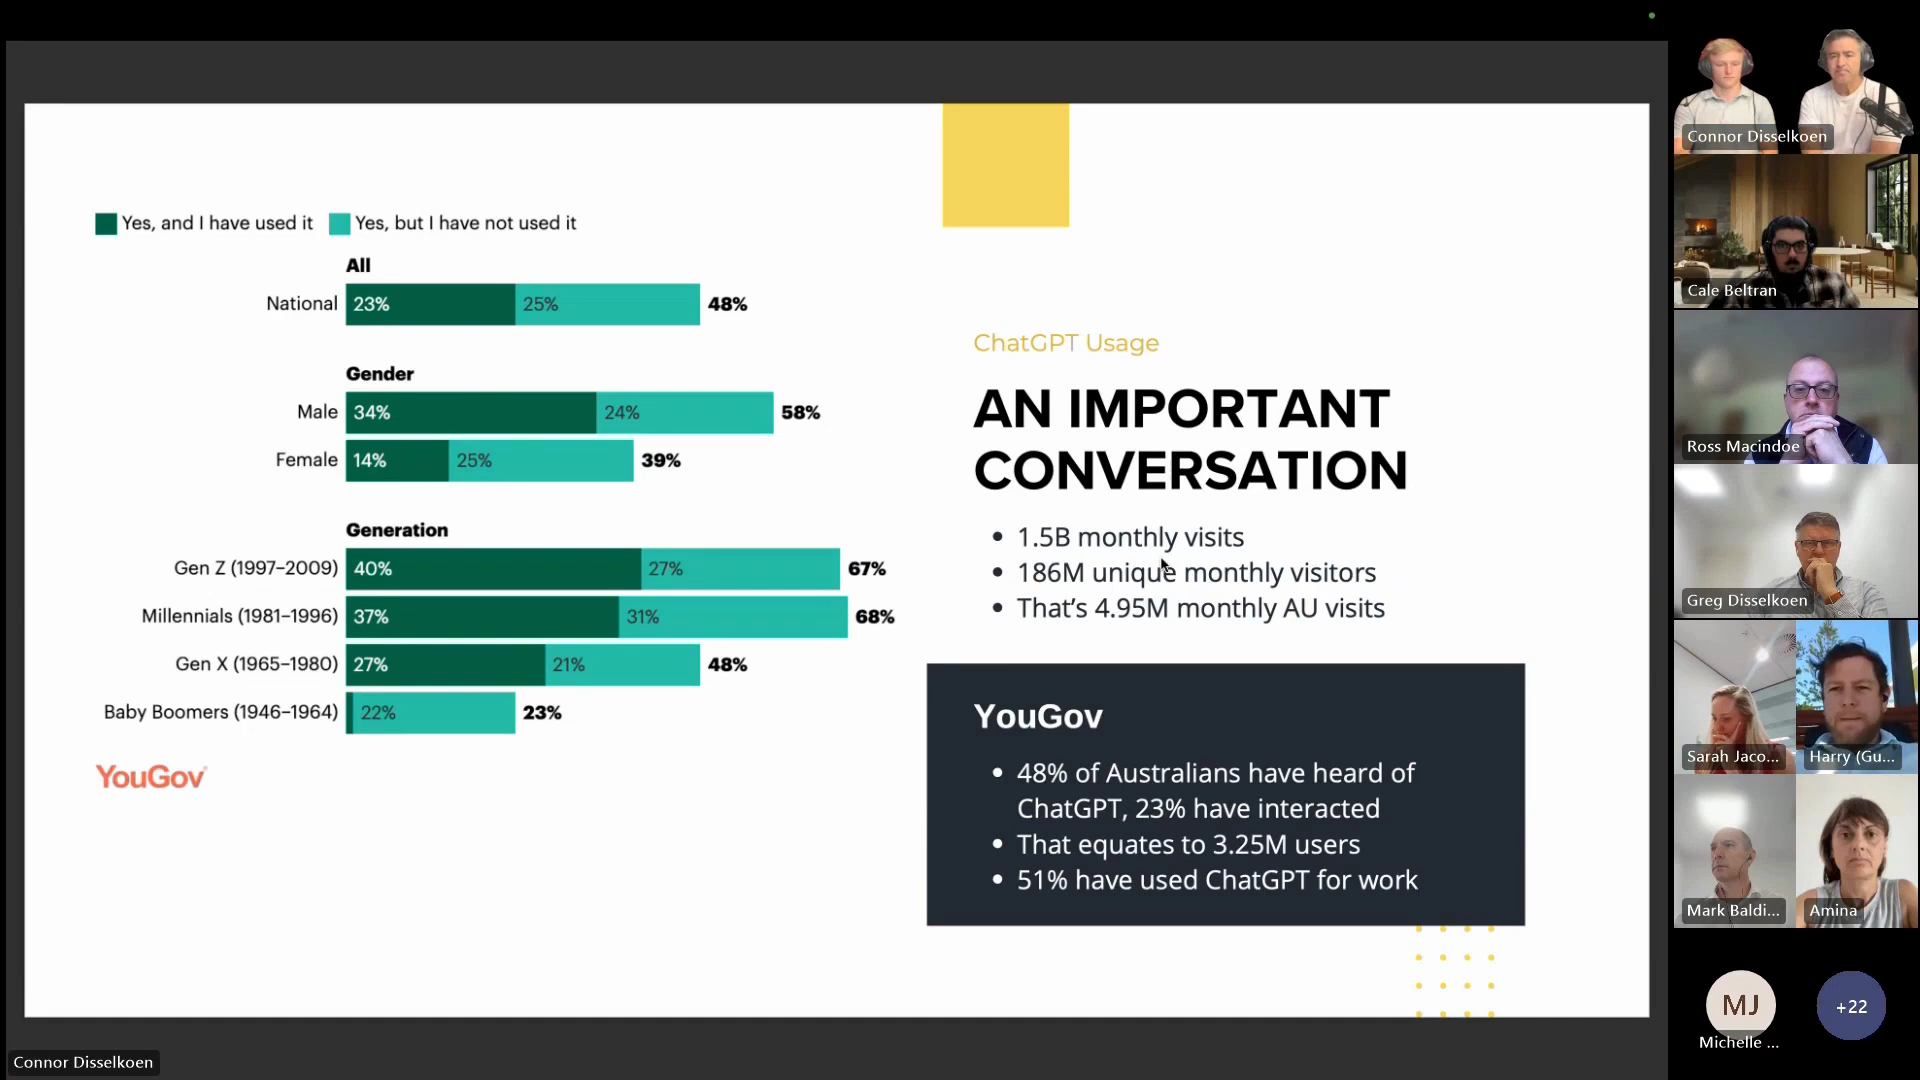 Yes, and I have used it Yes, but I have not used it
All
National 23% 25% 48%
Gender
Male 34% 24% 58%
Female 14% 25% 39%
Generation
Gen Z (1997–2009) 40% 27% 67%
Millennials (1981–1996) 37% 31% 68%
Gen X (1965–1980) 27% 21% 48%
Baby Boomers (1946–1964) 22% 23%
YouGov
ChatGPT Usage
AN IMPORTANT
CONVERSATION
• 1.5B monthly visits
• 186M unique monthly visitors
• That's 4.95M monthly AU visits
YouGov
• 48% of Australians have heard of
ChatGPT, 23% have interacted
• That equates to 3.25M users
• 51% have used ChatGPT for work
Connor Disselkoen
Connor Disselkoen
Cale Beltran
Ross Macindoe
Greg Disselkoen
Sarah Jaco...
Harry (Gu...
Mark Baldi...
Amina
MJ
Michelle ...
+22